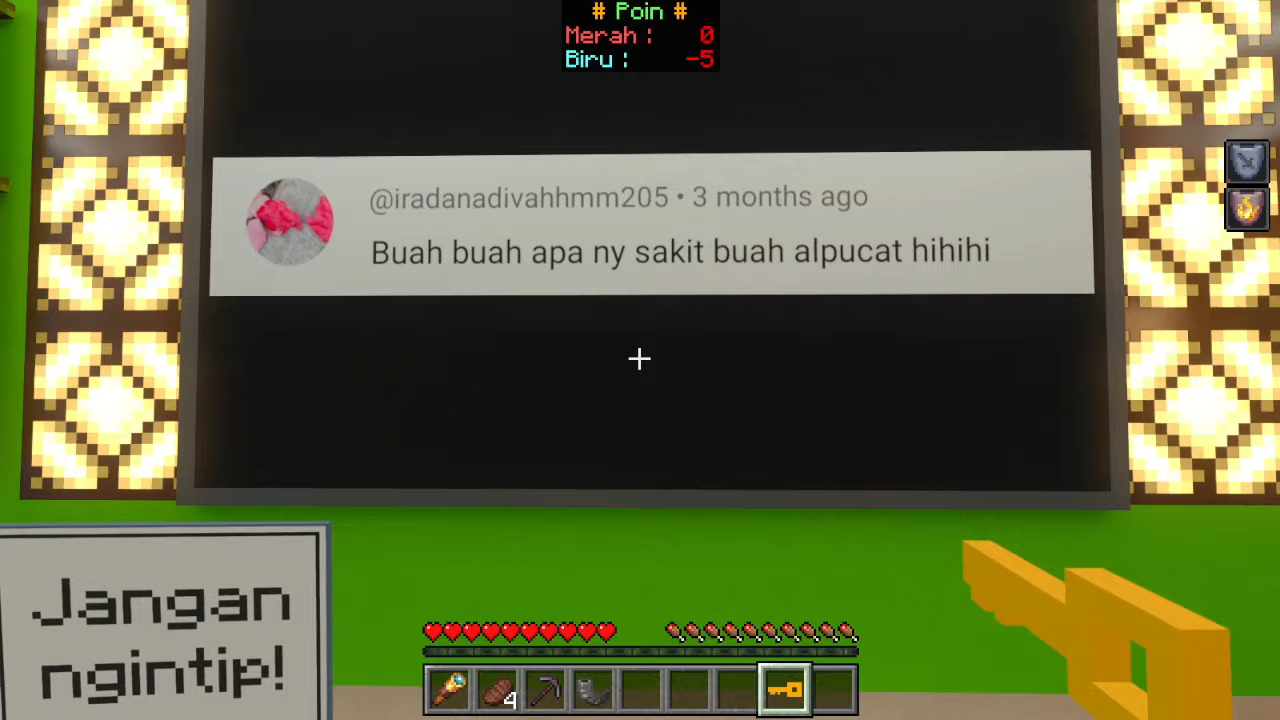 # Poin #
Merah : 0
Biru : -5
@iradanadivahhmm205 • 3 months ago
Buah buah apa ny sakit buah alpucat hihihi
Jangan
ngintip!
4